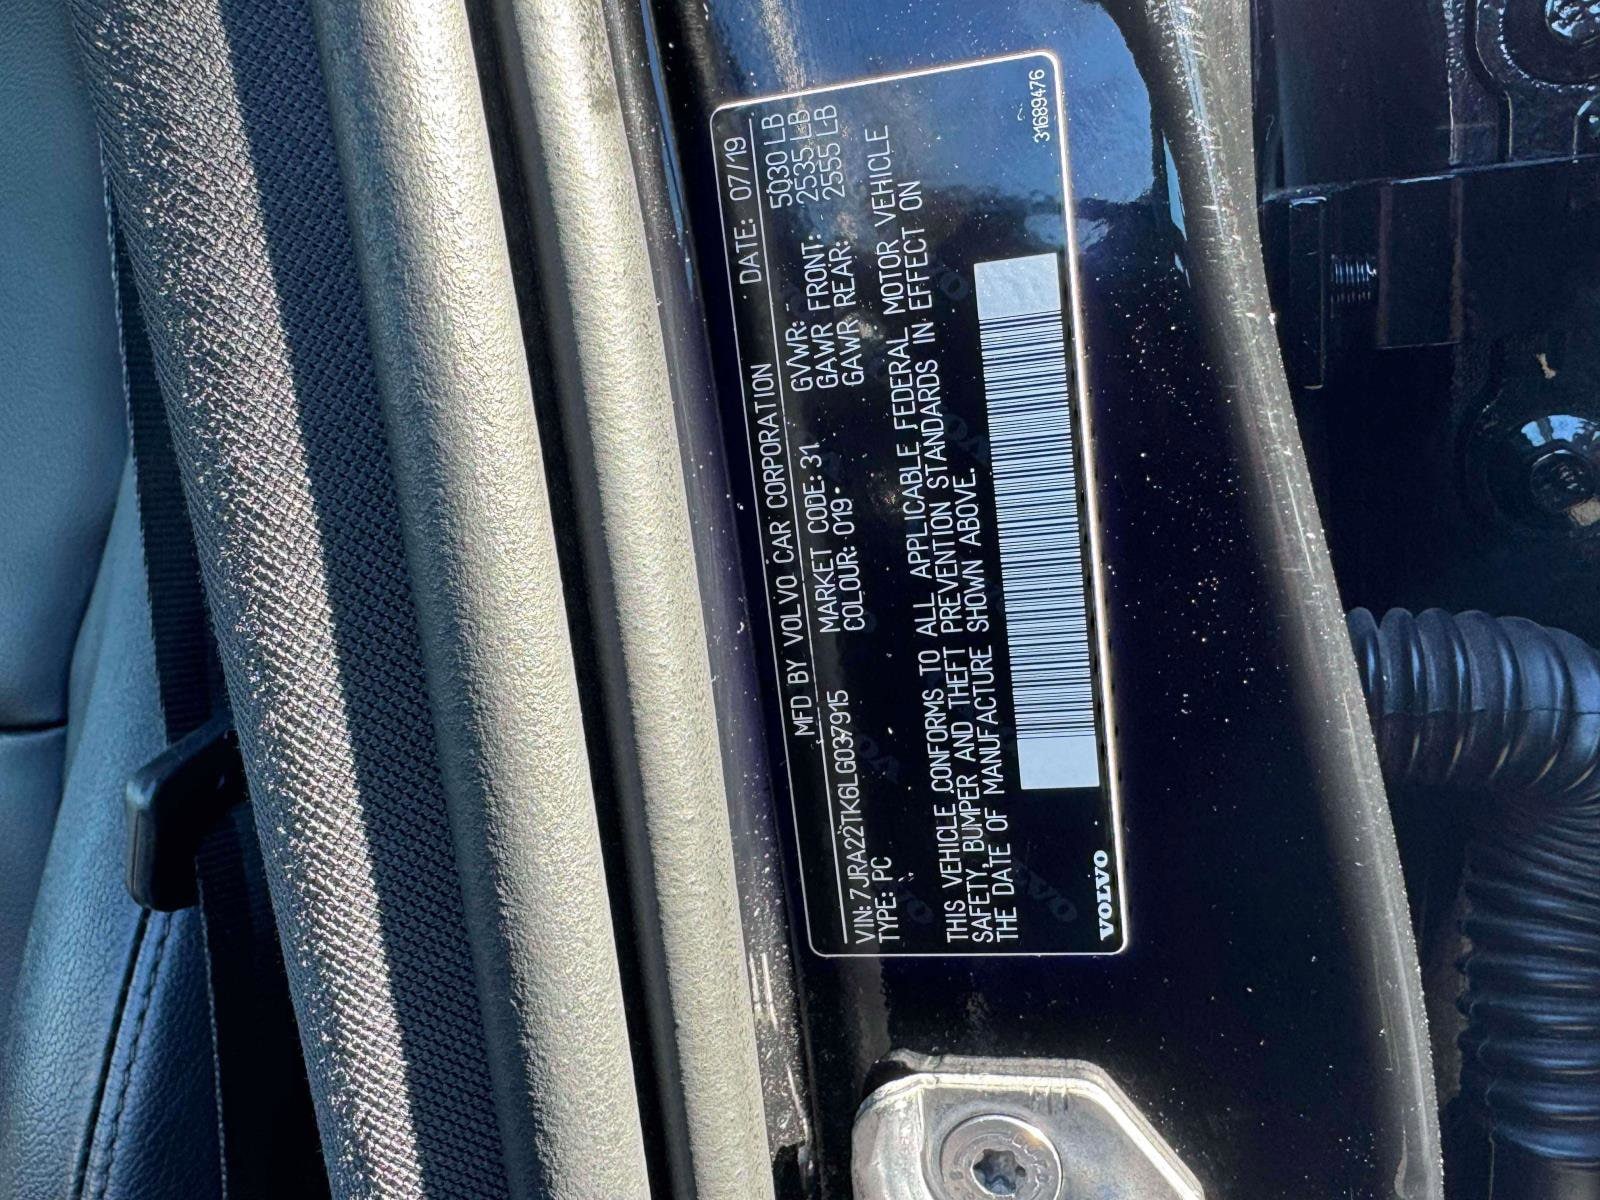 MFD BY VOLVO CAR CORPORATION DATE: 07/19
VIN: 7JRA22TK6LG037915 MARKET CODE: 31 GVWR: 5030 LB
TYPE: PC COLOUR: 019 GAWR FRONT: 2535 LB
GAWR REAR: 2555 LB
THIS VEHICLE CONFORMS TO ALL APPLICABLE FEDERAL MOTOR VEHICLE
SAFETY, BUMPER AND THEFT PREVENTION STANDARDS IN EFFECT ON
THE DATE OF MANUFACTURE SHOWN ABOVE.
VOLVO 31689476